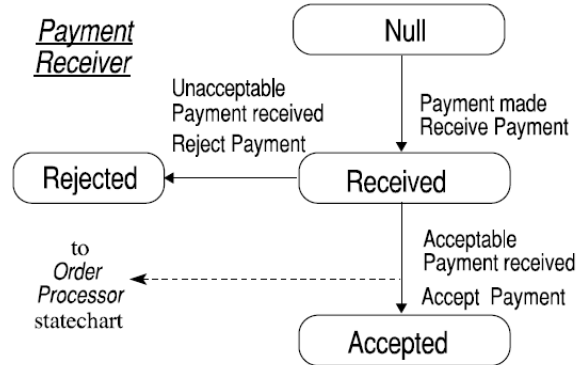 Payment
Receiver
Null
Unacceptable
Payment received
Reject Payment
Payment made
Receive Payment
Rejected
Received
to
Order
Processor
statechart
Acceptable
Payment received
Accept Payment
Accepted